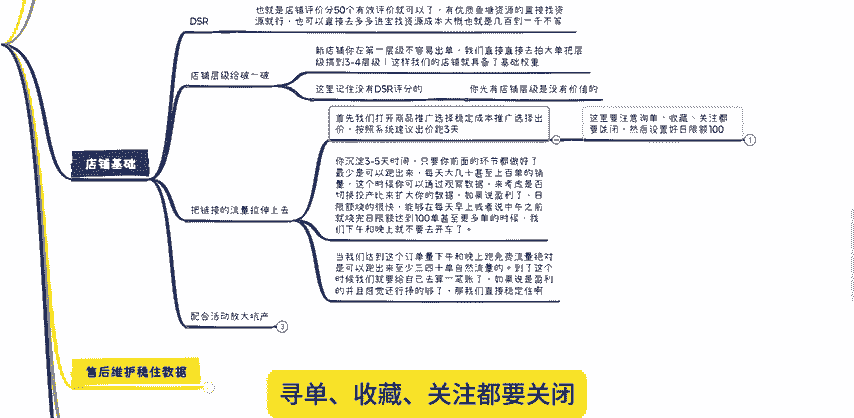 也就是店铺评价分50个有效评价就可以了，有优质鱼塘资源的直接找资
源就行，也可以直接去多多进宝找资源成本大概也就是几百到一千不等
DSR
新店铺你在第一层级不容易出单，我们直接直接去拍大单把层
级搞到3-4层级！这样我们的店铺就具备了基础权重
店铺层级给破一破
这里记住没有DSR评分的
你光有店铺层级是没有价值的
首先我们打开商品推广选择稳定成本推广选择出
价，按照系统建议出价跑3天
这里要注意询单、收藏、关注都
要关闭，然后设置好日限额100
1
店铺基础
你沉淀3-5天时间，只要你前面的环节都做好了
最少是可以跑出来，每天大几十甚至上百单的销
量，这个时候你可以通过观察数据，来考虑是否
切换投产比来扩大你的数据，如果说盈利了，日
限额烧的很快，能够在每天早上或者说中午之前
就烧完日限额达到100单甚至更多单的时候，我
们下午和晚上就不要去开车了。
把链接的流量拉伸上去
当我们达到这个订单量下午和晚上跑免费流量绝对
是可以跑出来至少三四十单自然流量的。到了这个
时候我们就要给自己去算一笔账了，如果说是盈利
的并且感觉还行挣的够了，那我们直接稳定住啊
配合活动放大坑产
3
售后维护稳住数据
寻单、收藏、关注都要关闭